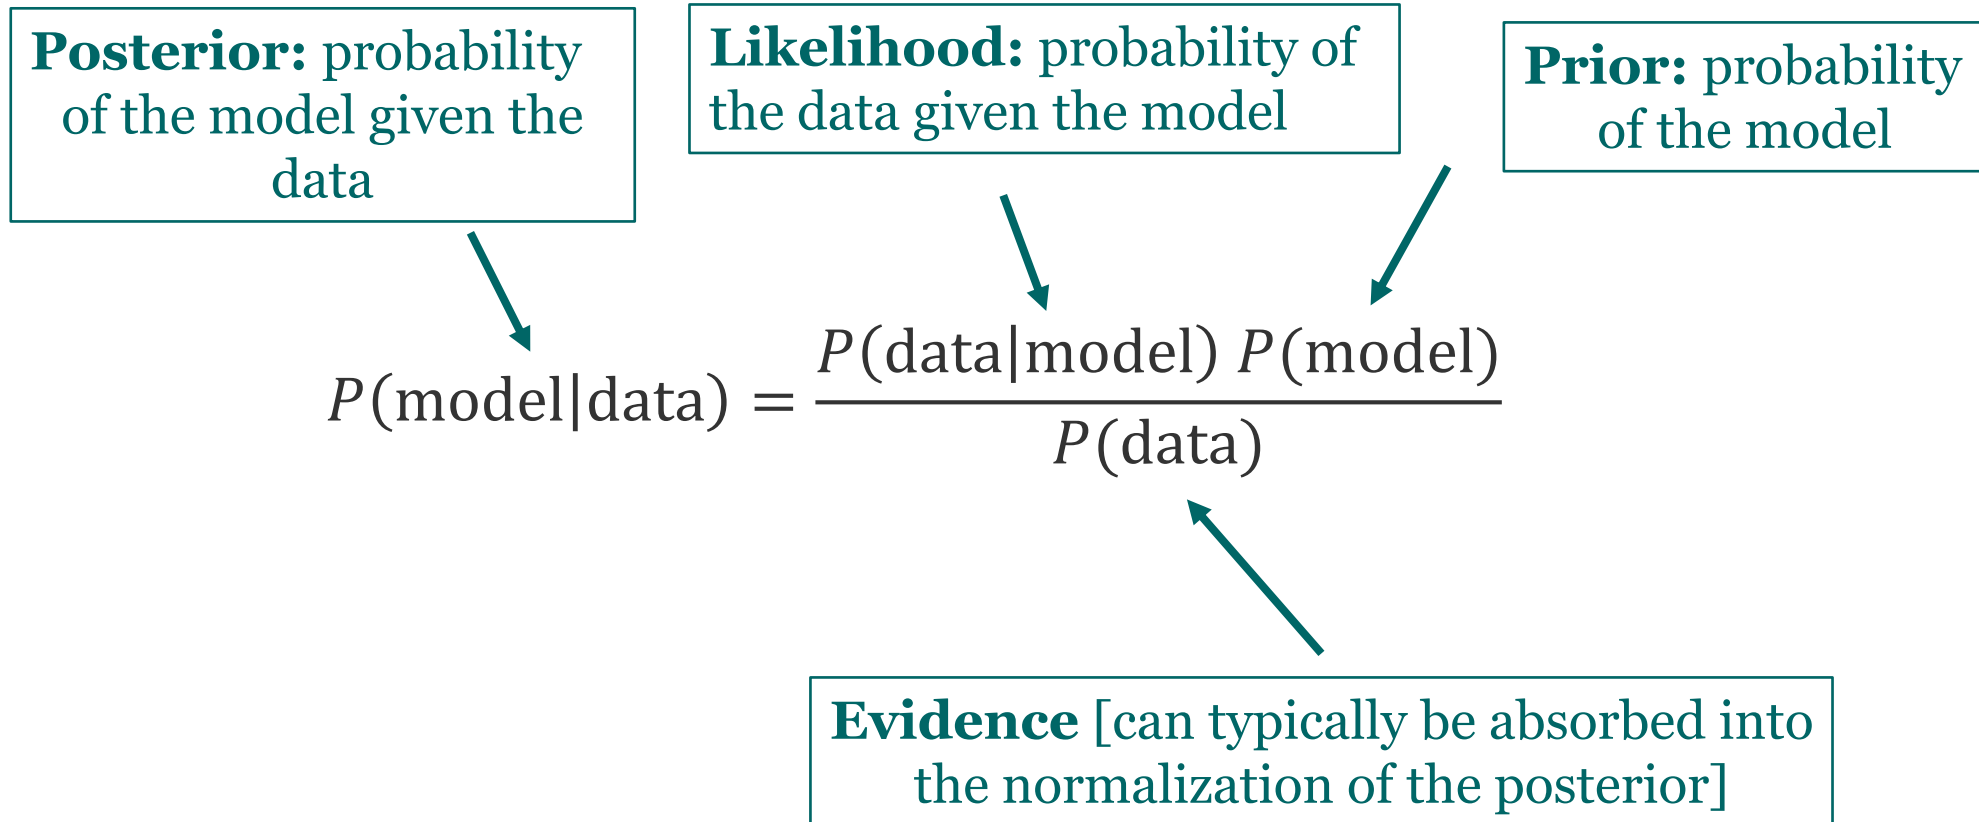 Posterior: probability
of the model given the
data
Likelihood: probability of
the data given the model
Prior: probability
of the model
P(model|data) = P(data|model) P(model)
P(data)
Evidence [can typically be absorbed into
the normalization of the posterior]